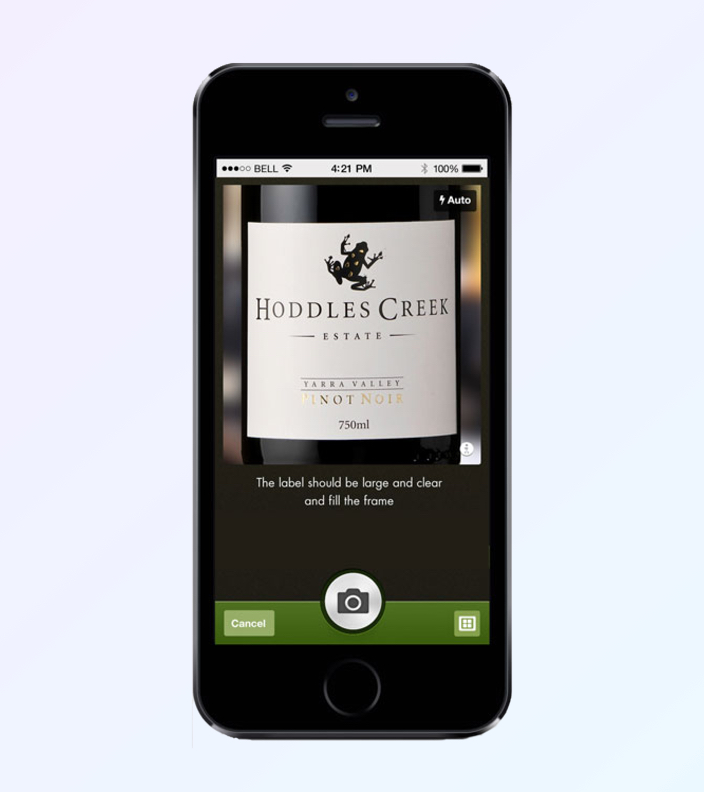 BELL 4:21 PM 100%
Auto
HODDLES CREEK
ESTATE
YARRA VALLEY
PINOT NOIR
750ml
The label should be large and clear
and fill the frame
Cancel